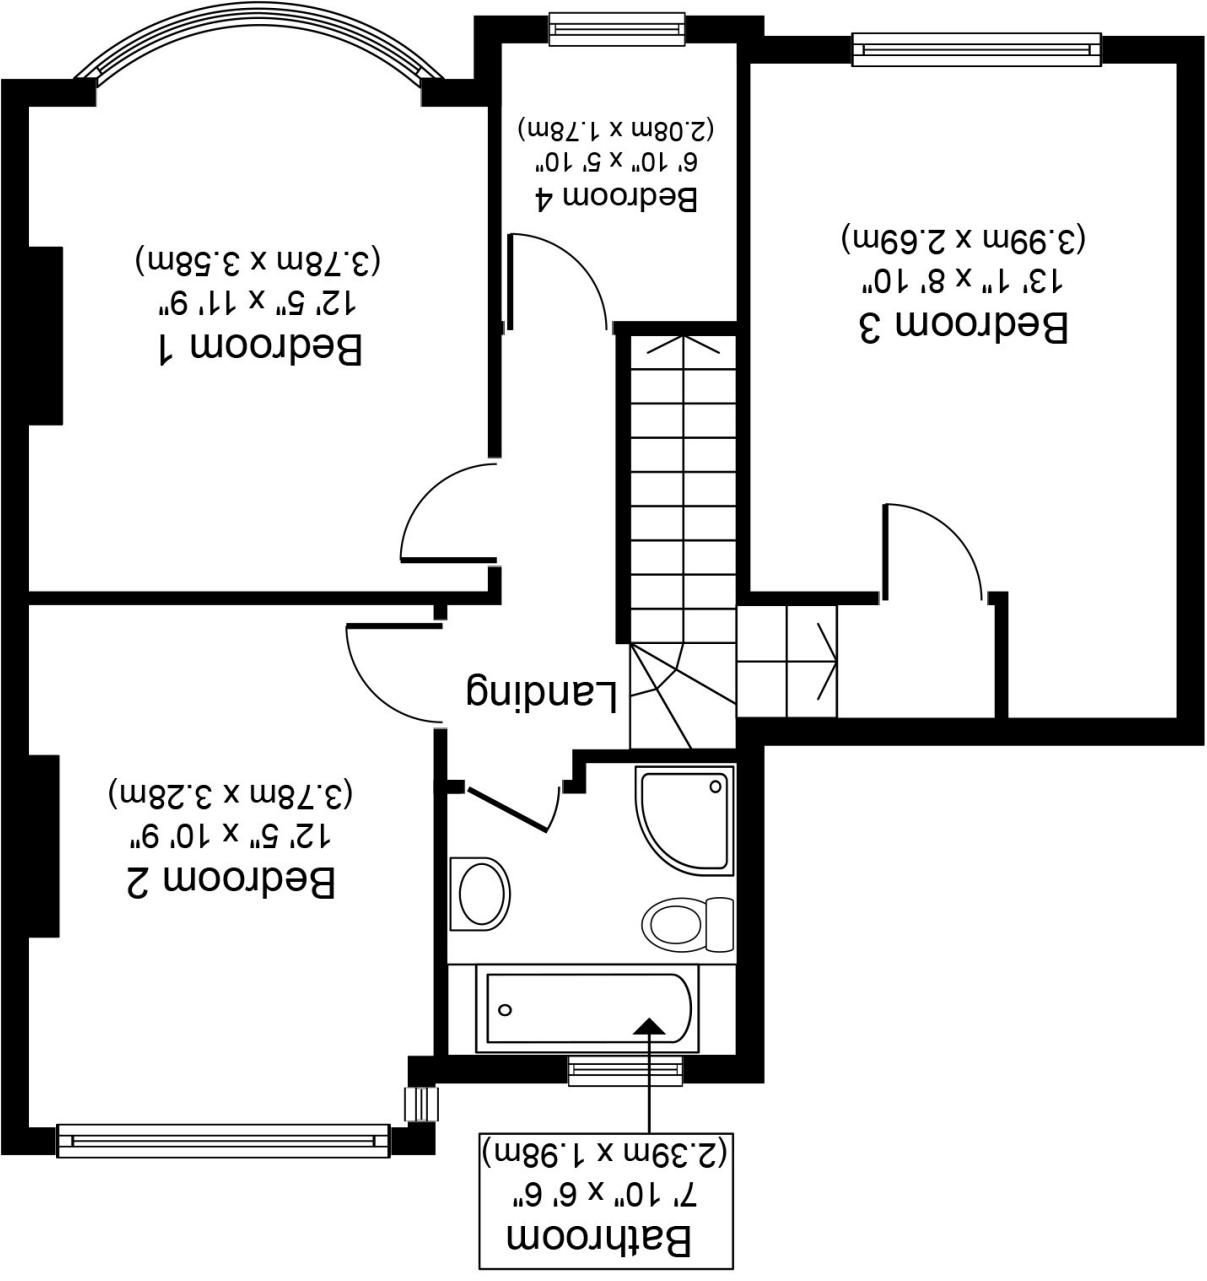 Bathroom
7' 10" x 6' 6"
(2.39m x 1.98m)
Bedroom 2
12' 5" x 10' 9"
(3.78m x 3.28m)
Landing
Bedroom 3
13' 1" x 8' 10"
(3.99m x 2.69m)
Bedroom 1
12' 5" x 11' 9"
(3.78m x 3.58m)
Bedroom 4
6' 10" x 5' 10"
(2.08m x 1.78m)